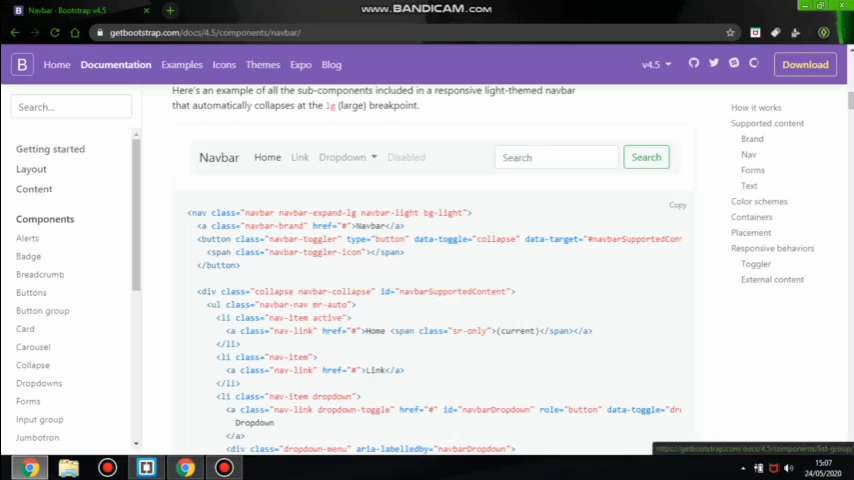 www.BANDICAM.com
Navbar - Bootstrap v4.5
getbootstrap.com/docs/4.5/components/navbar/
B Home Documentation Examples Icons Themes Expo Blog v4.5 Download
Here's an example of all the sub-components included in a responsive light-themed navbar
that automatically collapses at the lg (large) breakpoint.
Search...
Getting started
Layout
Content
Components
Alerts
Badge
Breadcrumb
Buttons
Button group
Card
Carousel
Collapse
Dropdowns
Forms
Input group
Jumbotron
Navbar Home Link Dropdown Disabled Search Search
Copy
<nav class="navbar navbar-expand-lg navbar-light bg-light">
<a class="navbar-brand" href="#">Navbar</a>
<button class="navbar-toggler" type="button" data-toggle="collapse" data-target="#navbarSupportedCont
<span class="navbar-toggler-icon"></span>
</button>
<div class="collapse navbar-collapse" id="navbarSupportedContent">
<ul class="navbar-nav mr-auto">
<li class="nav-item active">
<a class="nav-link" href="#">Home <span class="sr-only">(current)</span></a>
</li>
<li class="nav-item">
<a class="nav-link" href="#">Link</a>
</li>
<li class="nav-item dropdown">
<a class="nav-link dropdown-toggle" href="#" id="navbarDropdown" role="button" data-toggle="dro
Dropdown
</a>
<div class="dropdown-menu" aria-labelledby="navbarDropdown">
How it works
Supported content
Brand
Nav
Forms
Text
Color schemes
Containers
Placement
Responsive behaviors
Toggler
External content
https://getbootstrap.com/docs/4.5/components/list-group/
15:07
24/05/2020